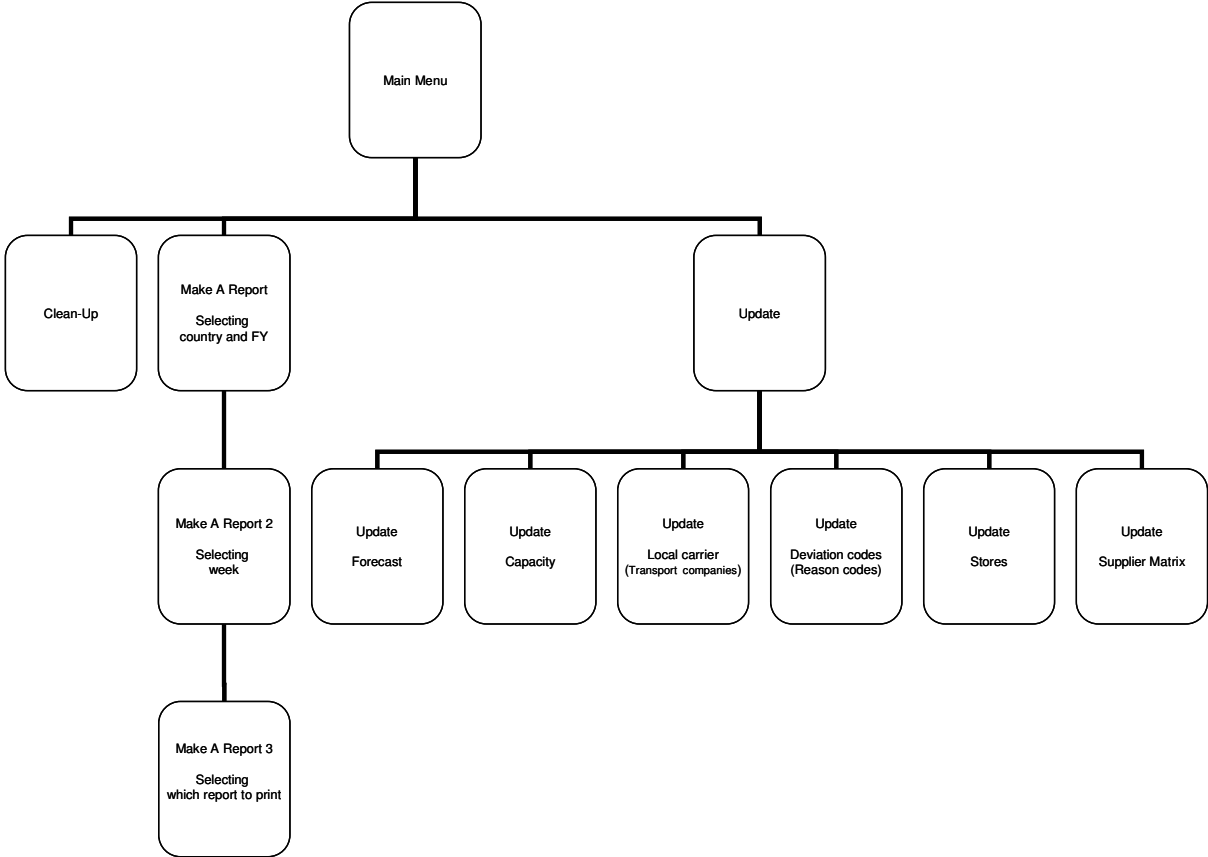 Main Menu
Clean-Up
Make A Report
Selecting
country and FY
Update
Make A Report 2
Selecting
week
Update
Forecast
Update
Capacity
Update
Local carrier
(Transport companies)
Update
Deviation codes
(Reason codes)
Update
Stores
Update
Supplier Matrix
Make A Report 3
Selecting
which report to print